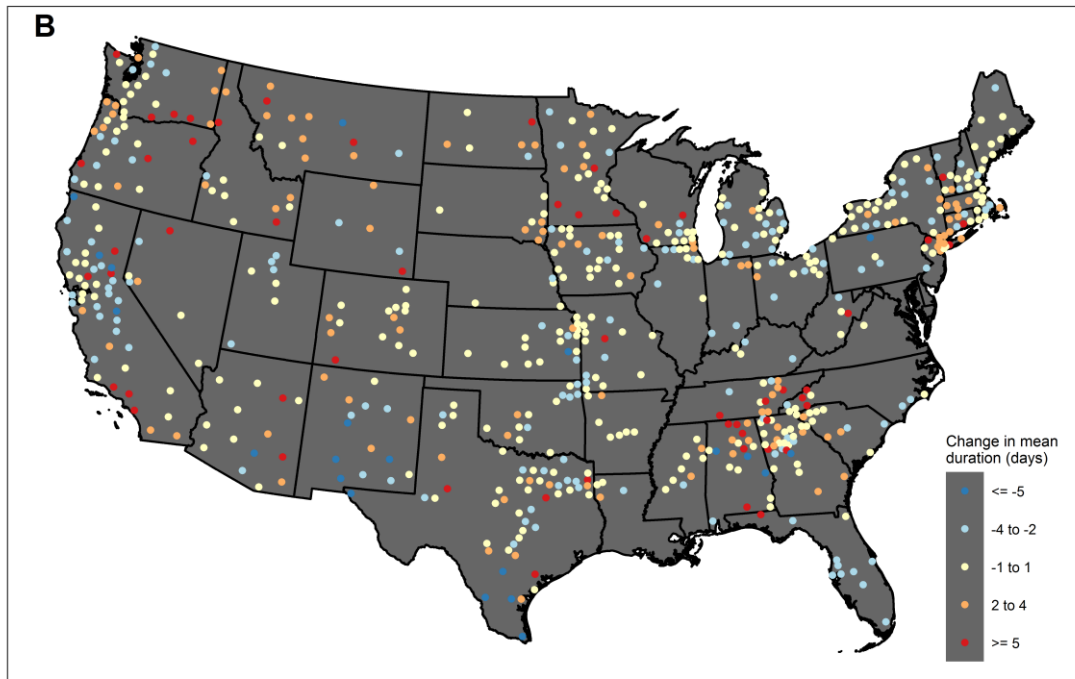 B
Change in mean
duration (days)
<= -5
-4 to -2
-1 to 1
2 to 4
>= 5